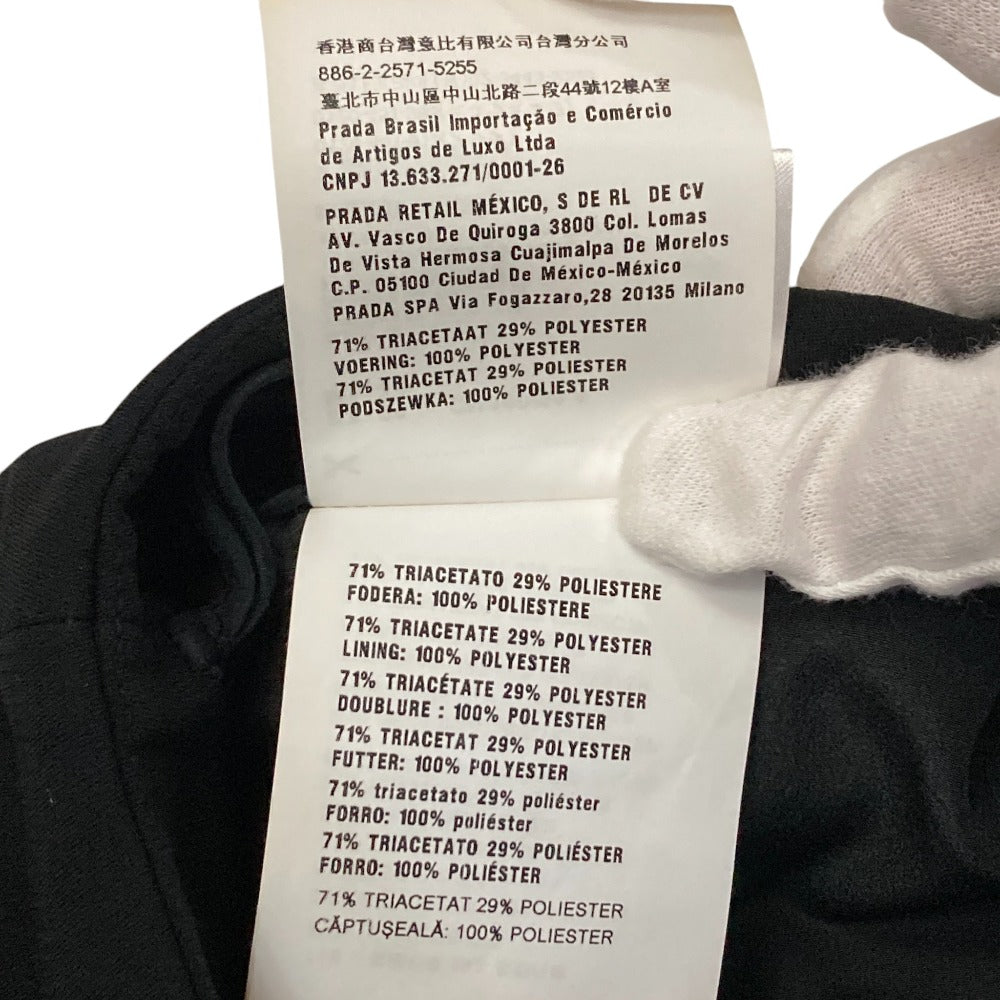 香港商台灣意比有限公司台灣分公司
886-2-2571-5255
臺北市中山區中山北路二段44號12樓A室
Prada Brasil Importação e Comércio
de Artigos de Luxo Ltda
CNPJ 13.633.271/0001-26
PRADA RETAIL MÉXICO, S DE RL DE CV
AV. Vasco De Quiroga 3800 Col. Lomas
De Vista Hermosa Cuajimalpa De Morelos
C.P. 05100 Ciudad De México-México
PRADA SPA Via Fogazzaro,28 20135 Milano
71% TRIACETAAT 29% POLYESTER
VOERING: 100% POLYESTER
71% TRIACETAT 29% POLIESTER
PODSZEWKA: 100% POLIESTER
71% TRIACETATO 29% POLIESTERE
FODERA: 100% POLIESTERE
71% TRIACETATE 29% POLYESTER
LINING: 100% POLYESTER
71% TRIACÉTATE 29% POLYESTER
DOUBLURE : 100% POLYESTER
71% TRIACETAT 29% POLYESTER
FUTTER: 100% POLYESTER
71% triacetato 29% poliéster
FORRO: 100% poliéster
71% TRIACETATO 29% POLIÉSTER
FORRO: 100% POLIÉSTER
71% TRIACETAT 29% POLIESTER
CĂPTUȘEALĂ: 100% POLIESTER